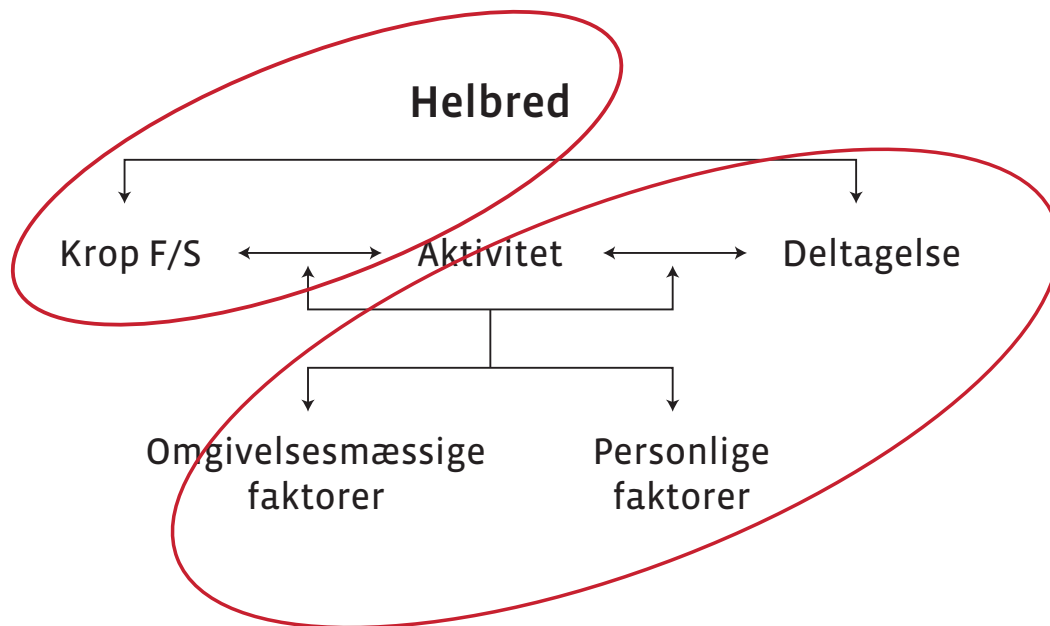 Helbred
Krop F/S
Aktivitet
Deltagelse
Omgivelsesmæssige
faktorer
Personlige
faktorer